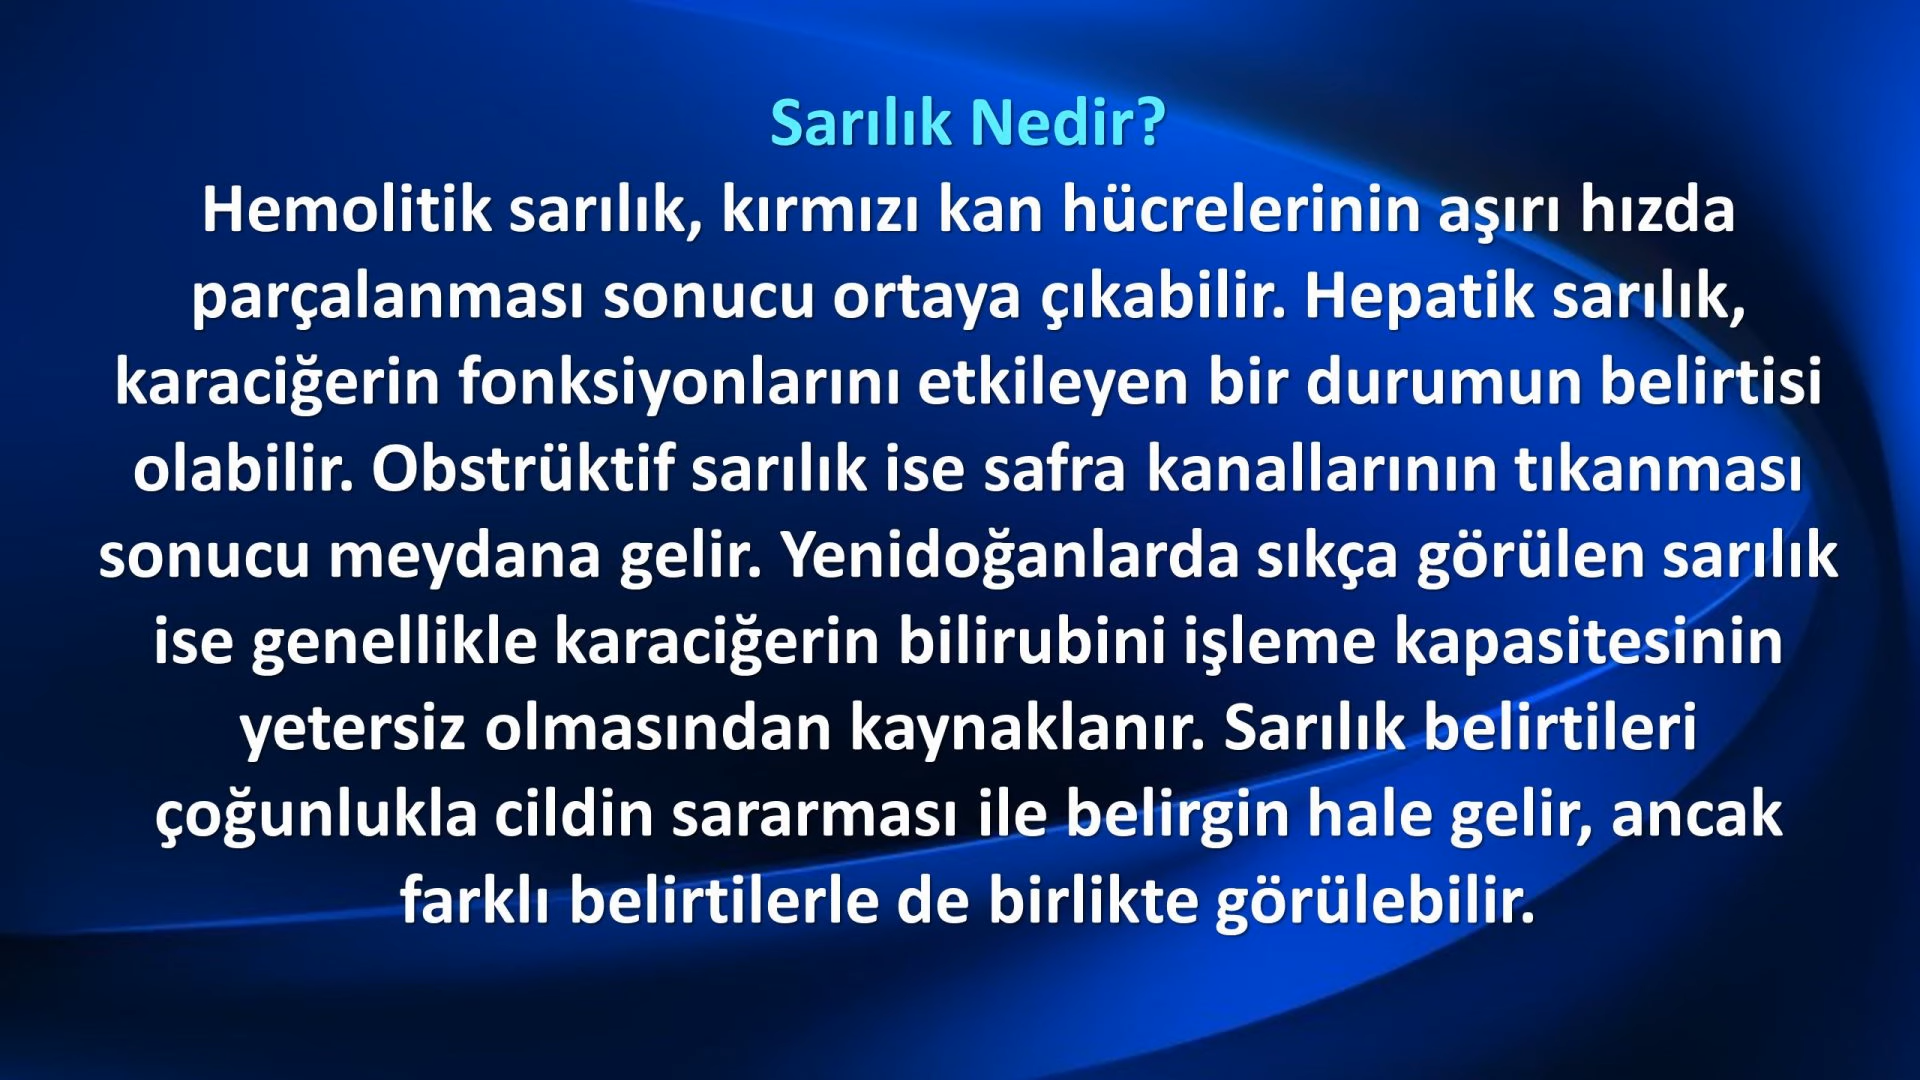 Sarılık Nedir?
Hemolitik sarılık, kırmızı kan hücrelerinin aşırı hızda
parçalanması sonucu ortaya çıkabilir. Hepatik sarılık,
karaciğerin fonksiyonlarını etkileyen bir durumun belirtisi
olabilir. Obstrüktif sarılık ise safra kanallarının tıkanması
sonucu meydana gelir. Yenidoğanlarda sıkça görülen sarılık
ise genellikle karaciğerin bilirubini işleme kapasitesinin
yetersiz olmasından kaynaklanır. Sarılık belirtileri
çoğunlukla cildin sararması ile belirgin hale gelir, ancak
farklı belirtilerle de birlikte görülebilir.